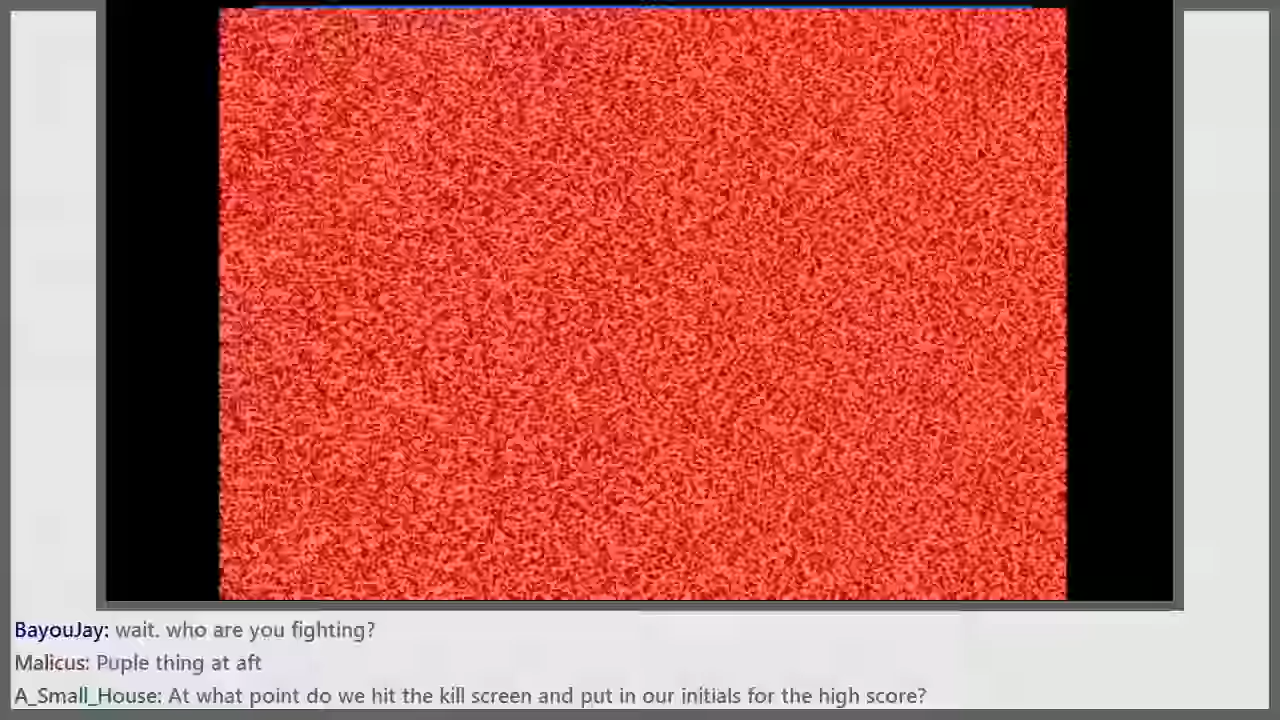 BayouJay: wait. who are you fighting?
Malicus: Puple thing at aft
A_Small_House: At what point do we hit the kill screen and put in our initials for the high score?